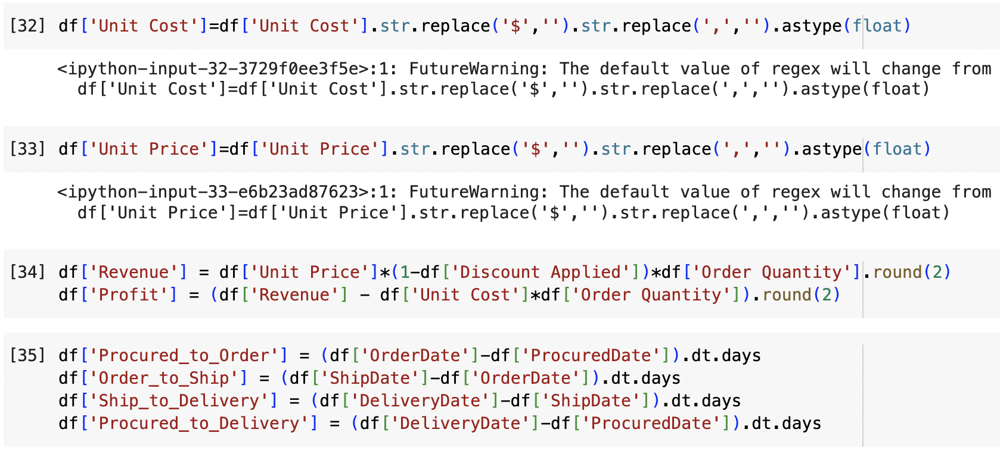 [32] df['Unit Cost']=df['Unit Cost'].str.replace('$','').str.replace(',','').astype(float)
<ipython-input-32-3729f0ee3f5e>:1: FutureWarning: The default value of regex will change from
df['Unit Cost']=df['Unit Cost'].str.replace('$','').str.replace(',','').astype(float)
[33] df['Unit Price']=df['Unit Price'].str.replace('$','').str.replace(',','').astype(float)
<ipython-input-33-e6b23ad87623>:1: FutureWarning: The default value of regex will change from
df['Unit Price']=df['Unit Price'].str.replace('$','').str.replace(',','').astype(float)
[34] df['Revenue'] = df['Unit Price']*(1-df['Discount Applied'])*df['Order Quantity'].round(2)
df['Profit'] = (df['Revenue'] - df['Unit Cost']*df['Order Quantity']).round(2)
[35] df['Procured_to_Order'] = (df['OrderDate']-df['ProcuredDate']).dt.days
df['Order_to_Ship'] = (df['ShipDate']-df['OrderDate']).dt.days
df['Ship_to_Delivery'] = (df['DeliveryDate']-df['ShipDate']).dt.days
df['Procured_to_Delivery'] = (df['DeliveryDate']-df['ProcuredDate']).dt.days